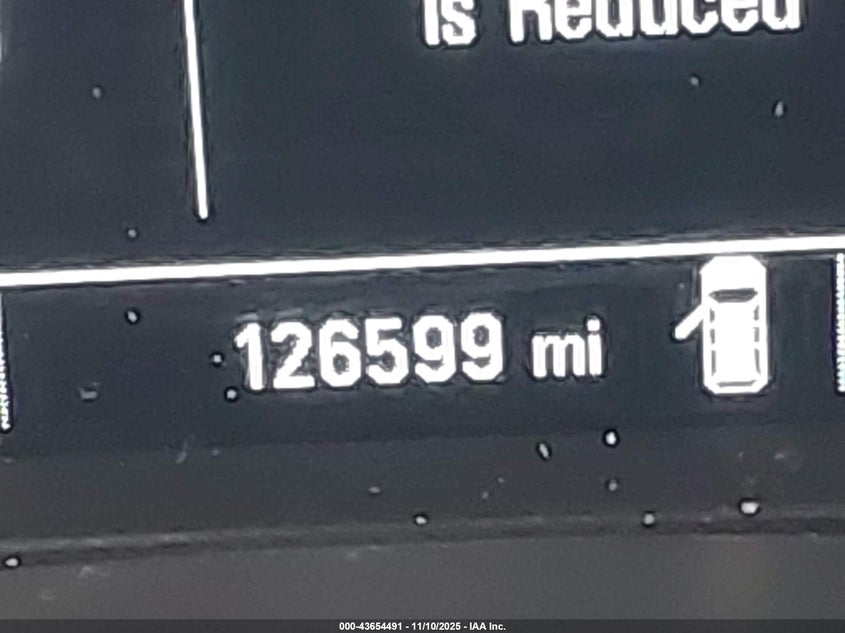 Is Reduced
126599 mi
000-43654491 - 11/10/2025 - IAA Inc.